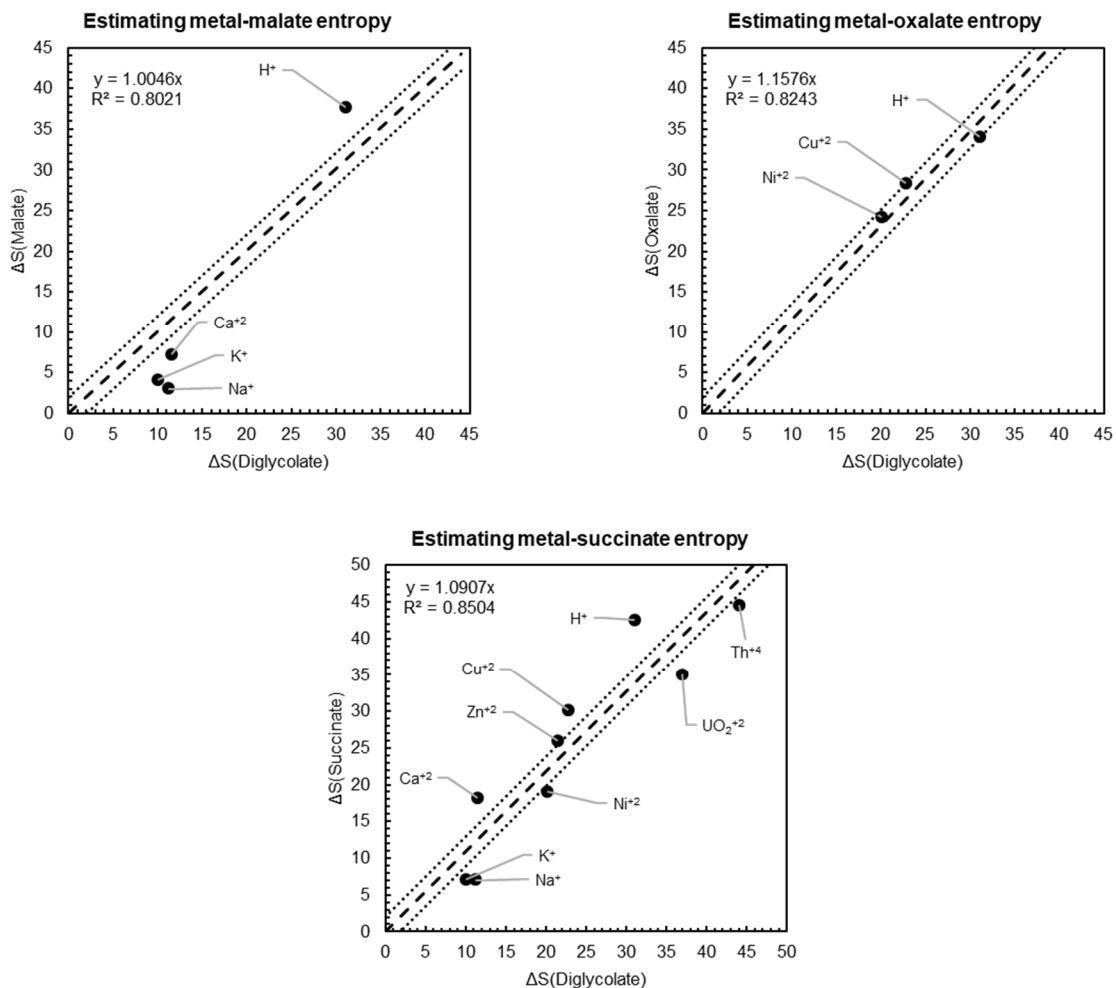 Estimating metal-malate entropy
45
40
35
30
25
20
15
10
5
0
ΔS(Malate)
y = 1.0046x
R² = 0.8021
H⁺
Ca⁺²
K⁺
Na⁺
0 5 10 15 20 25 30 35 40 45
ΔS(Diglycolate)
Estimating metal-oxalate entropy
45
40
35
30
25
20
15
10
5
0
ΔS(Oxalate)
y = 1.1576x
R² = 0.8243
H⁺
Cu⁺²
Ni⁺²
0 5 10 15 20 25 30 35 40 45
ΔS(Diglycolate)
Estimating metal-succinate entropy
50
45
40
35
30
25
20
15
10
5
0
ΔS(Succinate)
y = 1.0907x
R² = 0.8504
H⁺
Th⁺⁴
Cu⁺²
Zn⁺²
UO₂⁺²
Ca⁺²
Ni⁺²
K⁺
Na⁺
0 5 10 15 20 25 30 35 40 45 50
ΔS(Diglycolate)